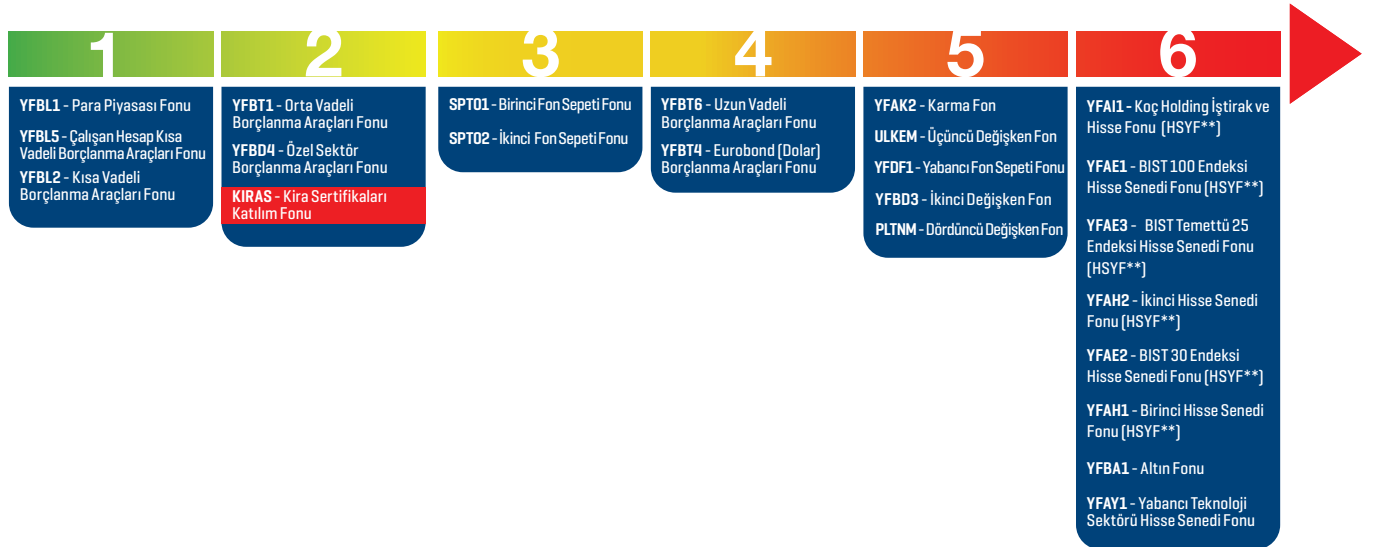 1
YFBL1 - Para Piyasası Fonu
YFBL5 - Çalışan Hesap Kısa
Vadeli Borçlanma Araçları Fonu
YFBL2 - Kısa Vadeli
Borçlanma Araçları Fonu
2
YFBT1 - Orta Vadeli
Borçlanma Araçları Fonu
YFBD4 - Özel Sektör
Borçlanma Araçları Fonu
KIRAS - Kira Sertifikaları
Katılım Fonu
3
SPT01 - Birinci Fon Sepeti Fonu
SPT02 - İkinci Fon Sepeti Fonu
4
YFBT6 - Uzun Vadeli
Borçlanma Araçları Fonu
YFBT4 - Eurobond (Dolar)
Borçlanma Araçları Fonu
5
YFAK2 - Karma Fon
ULKEM - Üçüncü Değişken Fon
YFDF1 - Yabancı Fon Sepeti Fonu
YFBD3 - İkinci Değişken Fon
PLTNM - Dördüncü Değişken Fon
6
YFAI1 - Koç Holding İştirak ve
Hisse Fonu (HSYF**)
YFAE1 - BIST 100 Endeksi
Hisse Senedi Fonu (HSYF**)
YFAE3 - BIST Temettü 25
Endeksi Hisse Senedi Fonu
(HSYF**)
YFAH2 - İkinci Hisse Senedi
Fonu (HSYF**)
YFAE2 - BIST 30 Endeksi
Hisse Senedi Fonu (HSYF**)
YFAH1 - Birinci Hisse Senedi
Fonu (HSYF**)
YFBA1 - Altın Fonu
YFAY1 - Yabancı Teknoloji
Sektörü Hisse Senedi Fonu